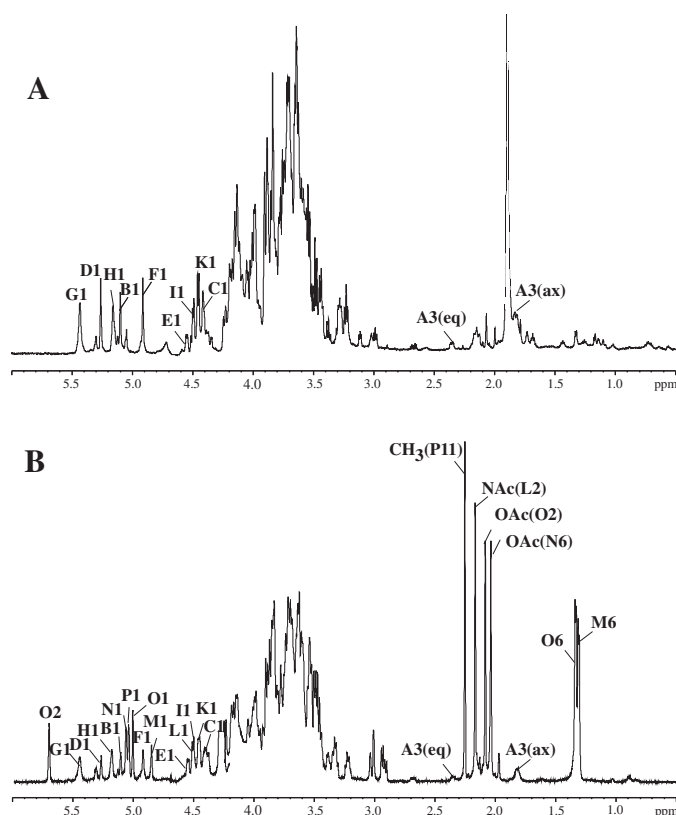 A
G1 D1 H1 B1 F1 E1 I1 K1 C1 A3(eq) A3(ax)
5.5 5.0 4.5 4.0 3.5 3.0 2.5 2.0 1.5 1.0 ppm
B
CH3(P11)
NAc(L2)
OAc(O2)
OAc(N6)
O6 M6
O2 G1 D1 H1 B1 N1 P1 O1 F1 M1 E1 L1 I1 K1 C1 A3(eq) A3(ax)
5.5 5.0 4.5 4.0 3.5 3.0 2.5 2.0 1.5 1.0 ppm